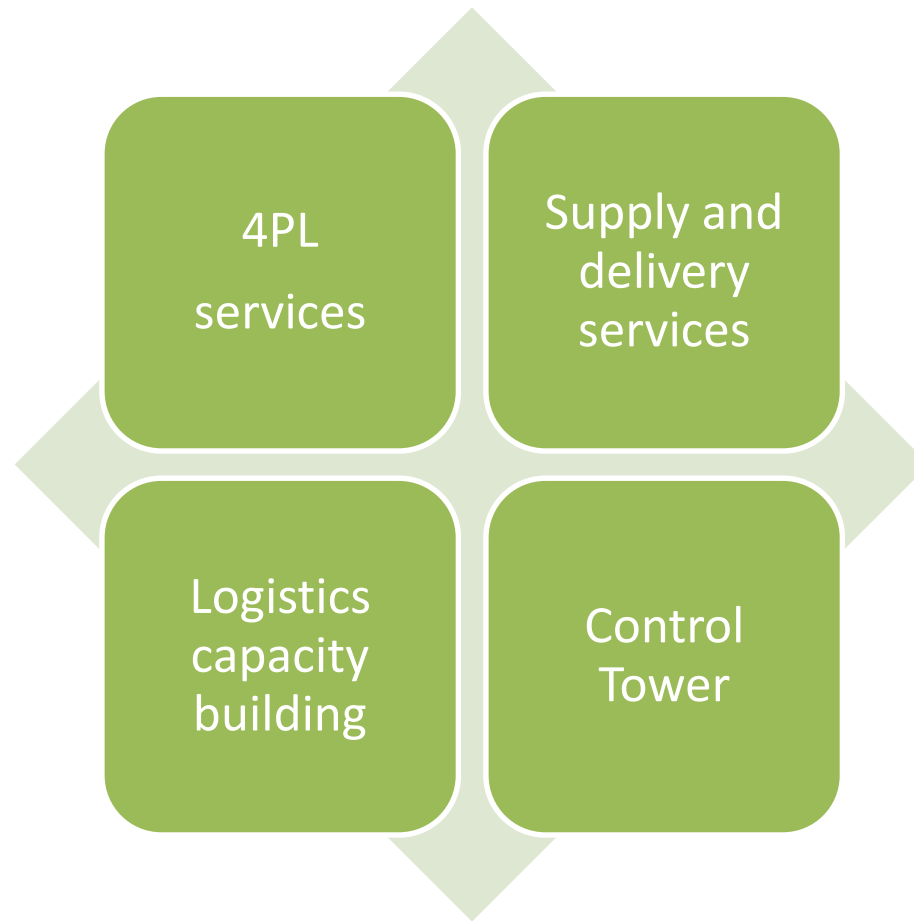 4PL
services
Supply and
delivery
services
Logistics
capacity
building
Control
Tower